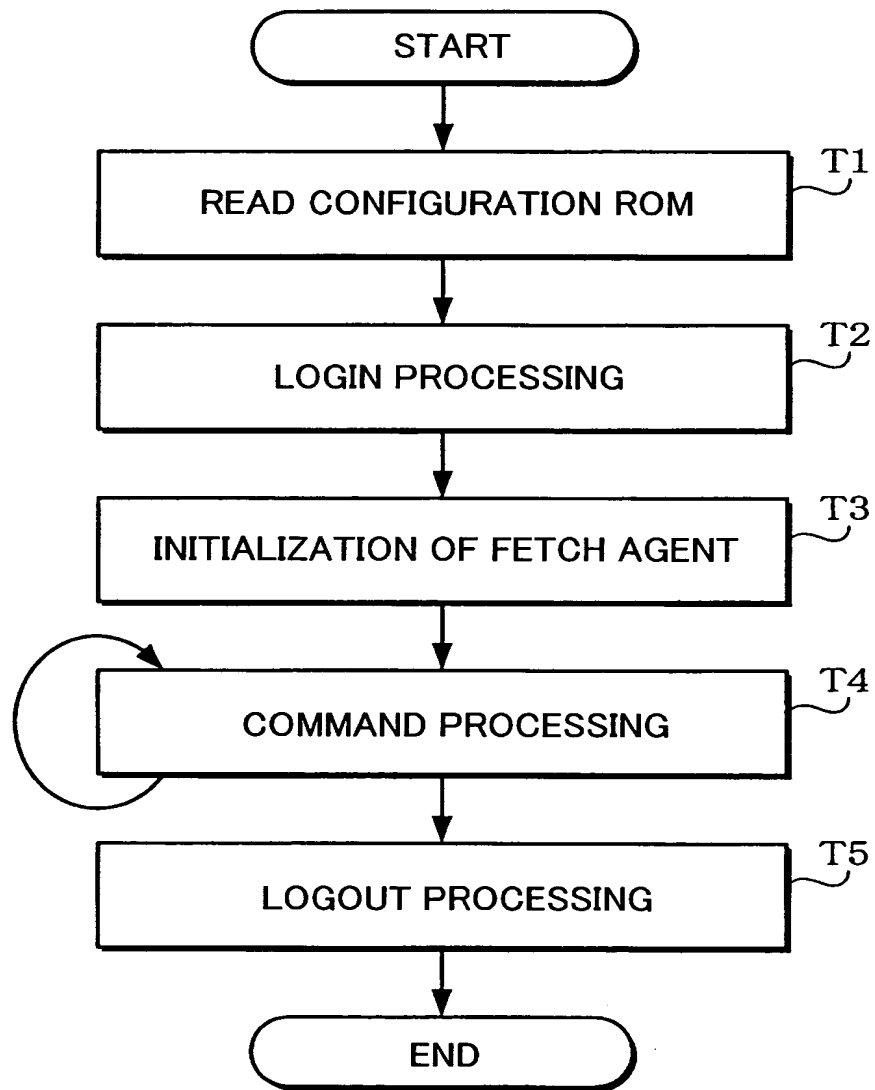 START
T1
READ CONFIGURATION ROM
T2
LOGIN PROCESSING
T3
INITIALIZATION OF FETCH AGENT
T4
COMMAND PROCESSING
T5
LOGOUT PROCESSING
END